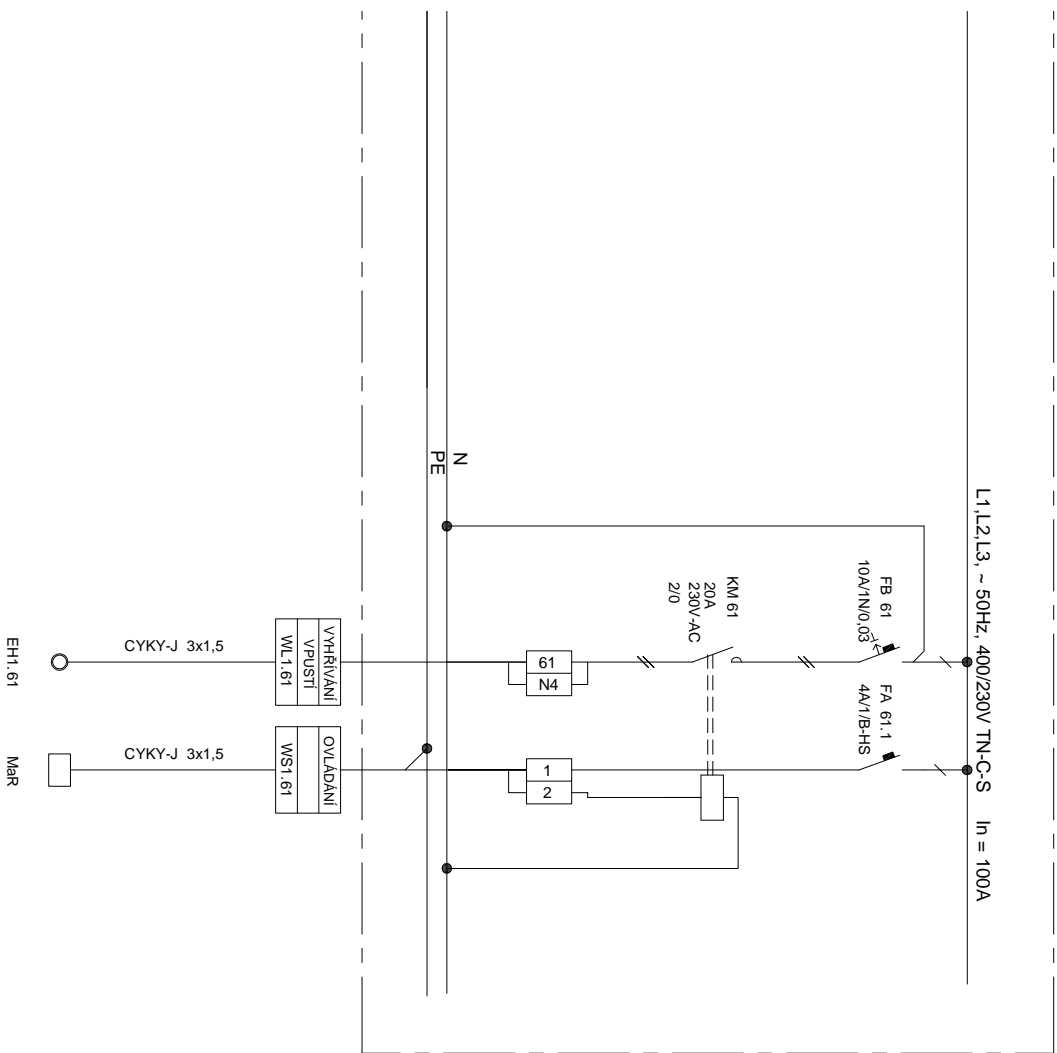 L1,L2,L3, ~ 50Hz, 400/230V TN-C-S In = 100A
FB 61
10A/1N/0,03
FA 61.1
4A/1/B-HS
KM 61
20A
230V-AC
2/0
61
N4
1
2
N
PE
VYHŘÍVÁNÍ
VPUSTÍ
WL1.61
OVLÁDÁNÍ
WS1.61
CYKY-J 3x1,5
CYKY-J 3x1,5
EH1.61
MaR